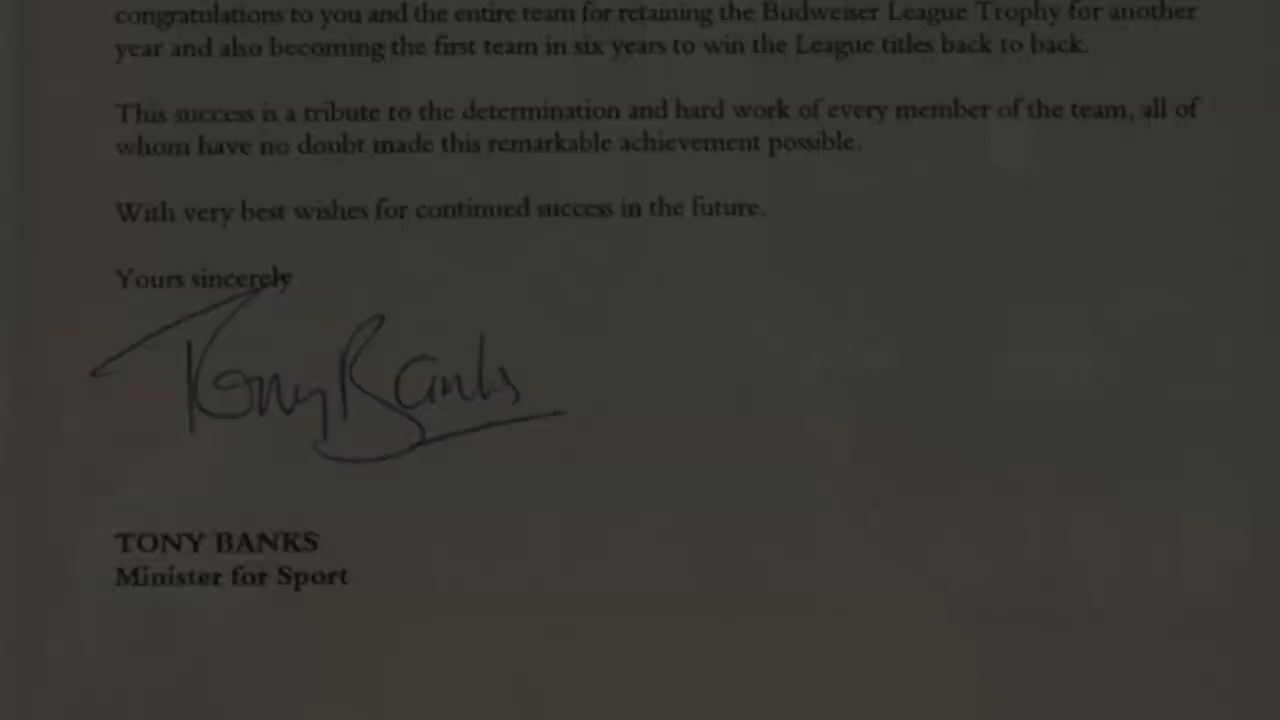 congratulations to you and the entire team for retaining the Budweiser League Trophy for another
year and also becoming the first team in six years to win the League titles back to back.
This success is a tribute to the determination and hard work of every member of the team, all of
whom have no doubt made this remarkable achievement possible.
With very best wishes for continued success in the future.
Yours sincerely
Tony Banks
TONY BANKS
Minister for Sport